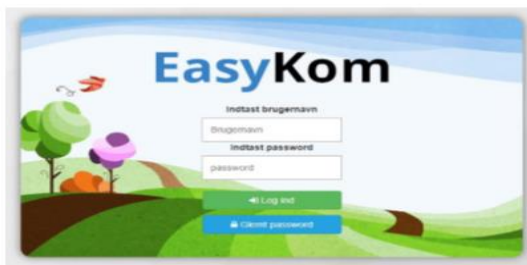 EasyKom
Indtast brugernavn
Brugernavn
Indtast password
password
Log ind
Glemt password